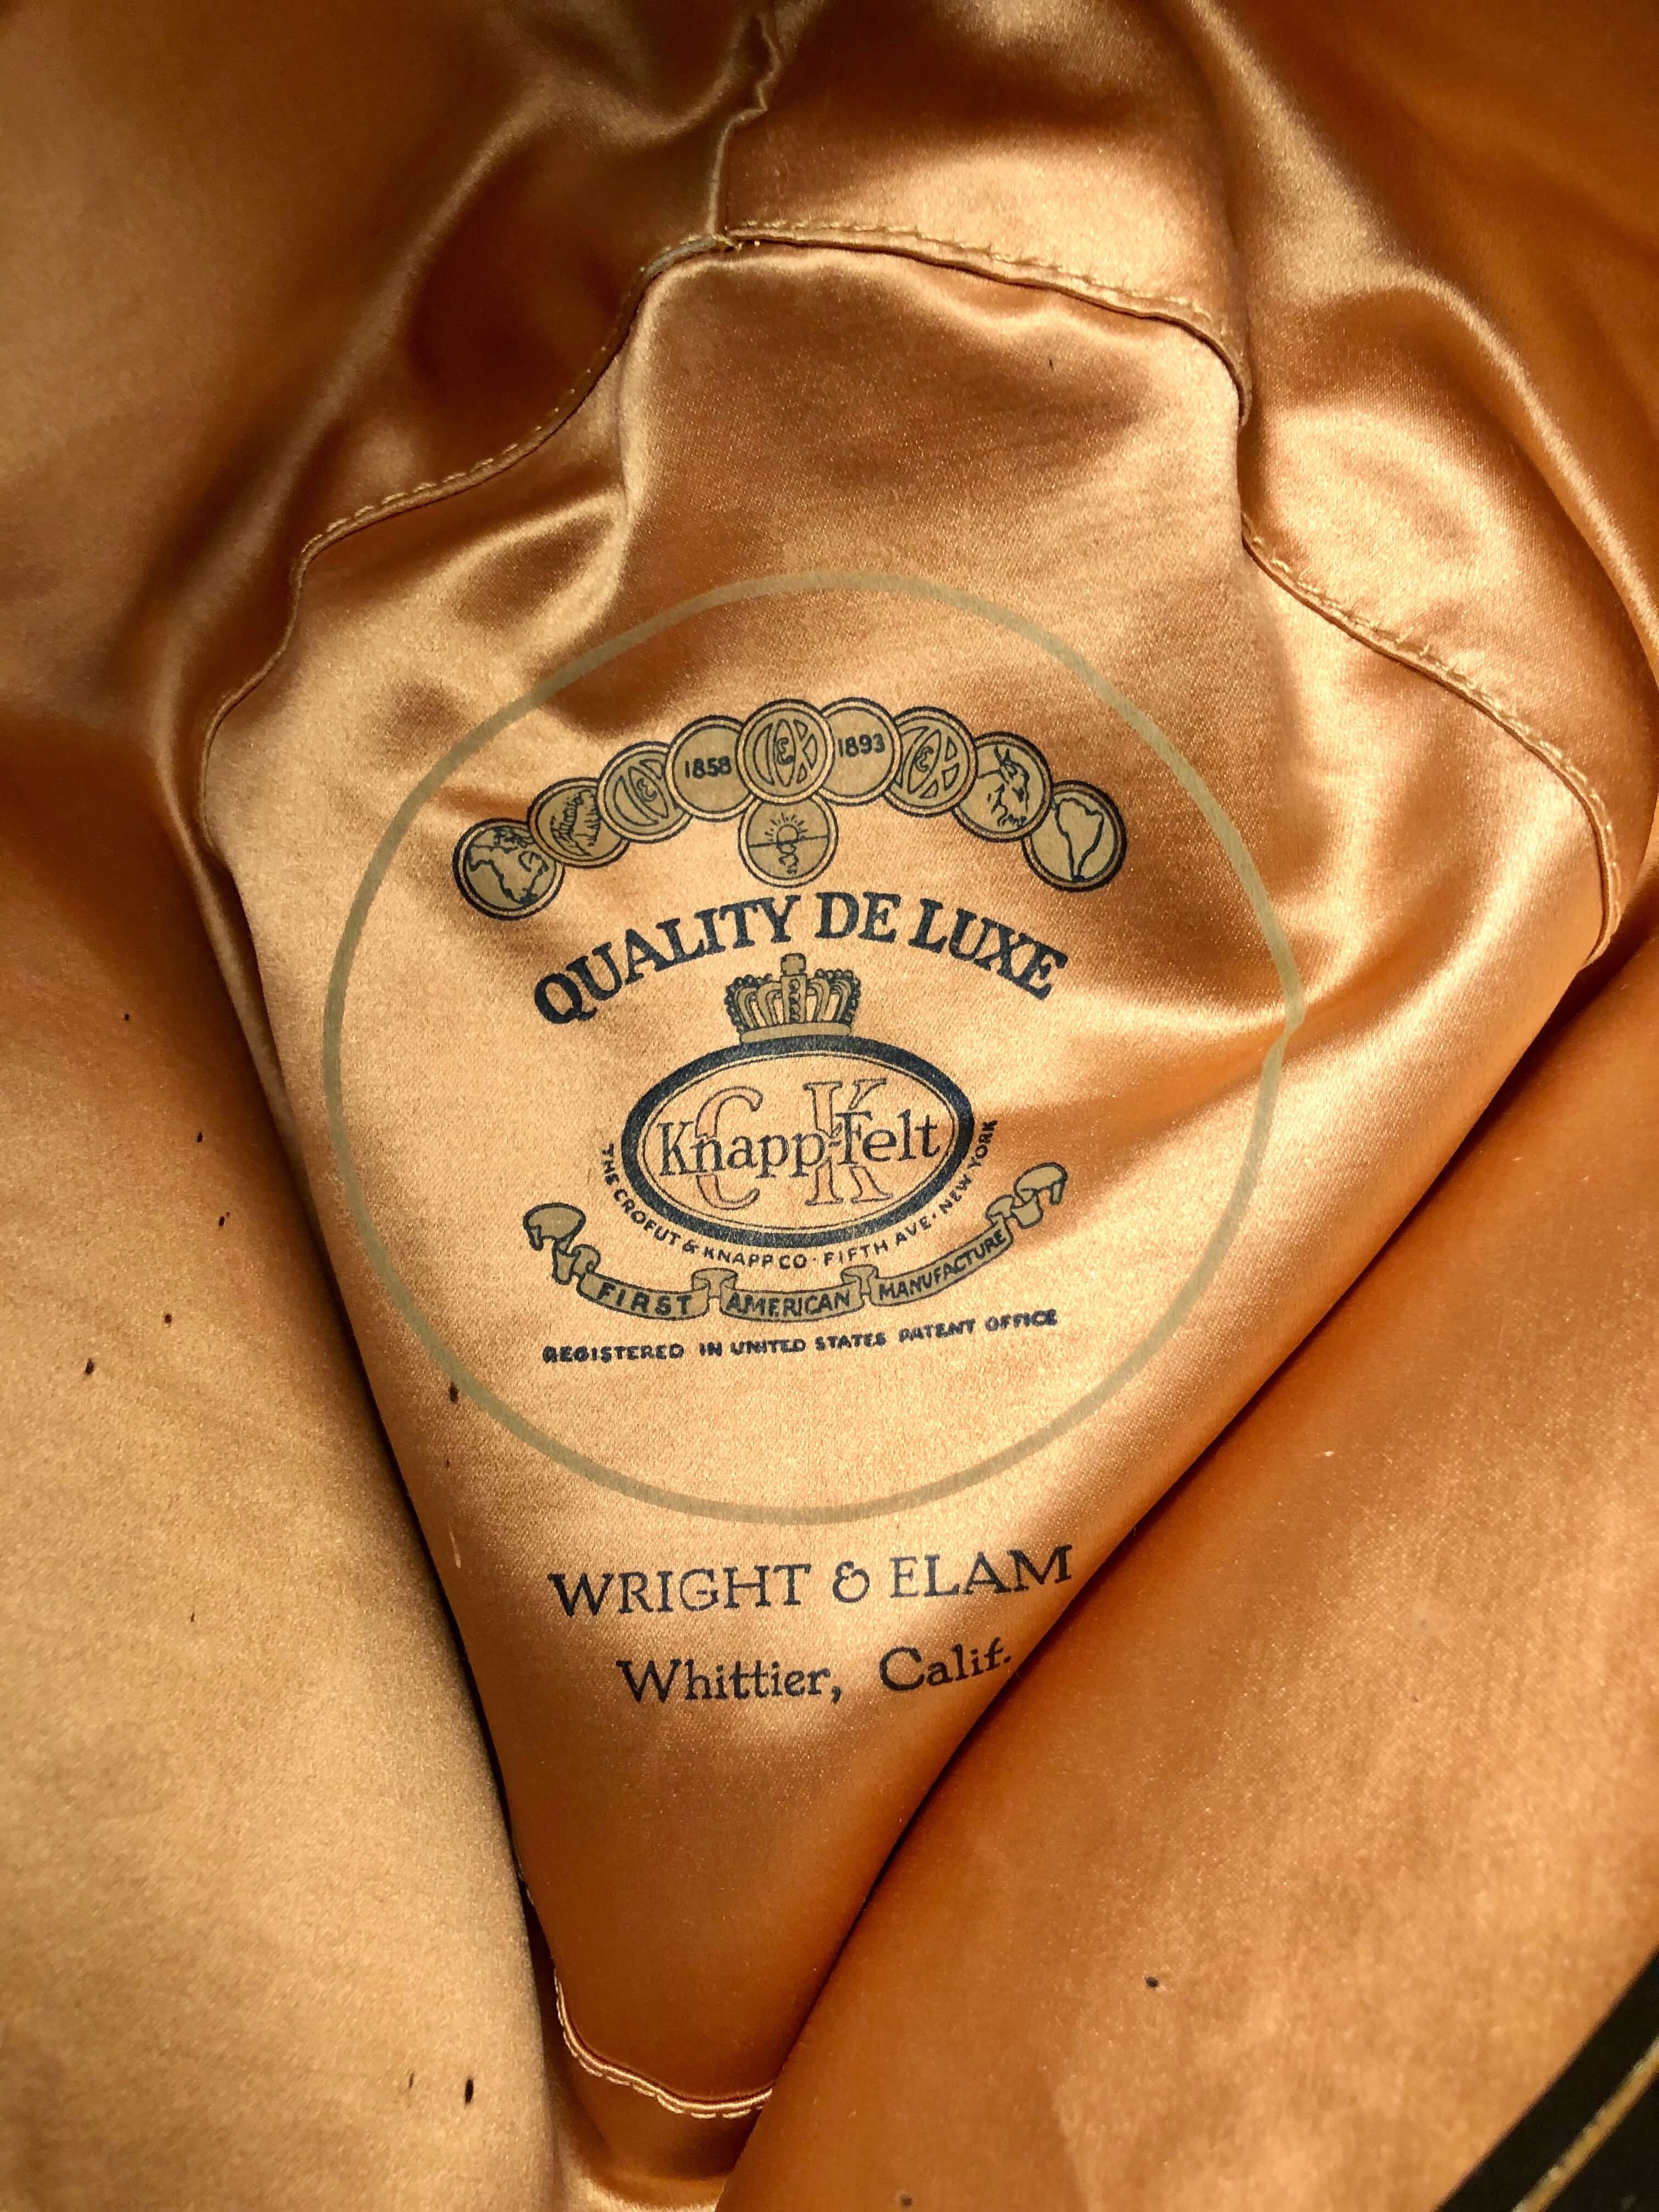 1858
1893
QUALITY DE LUXE
CK
Knapp-Felt
THE CROFUT & KNAPP CO · FIFTH AVE · NEW YORK
FIRST AMERICAN MANUFACTURE
REGISTERED IN UNITED STATES PATENT OFFICE
WRIGHT & ELAM
Whittier, Calif.